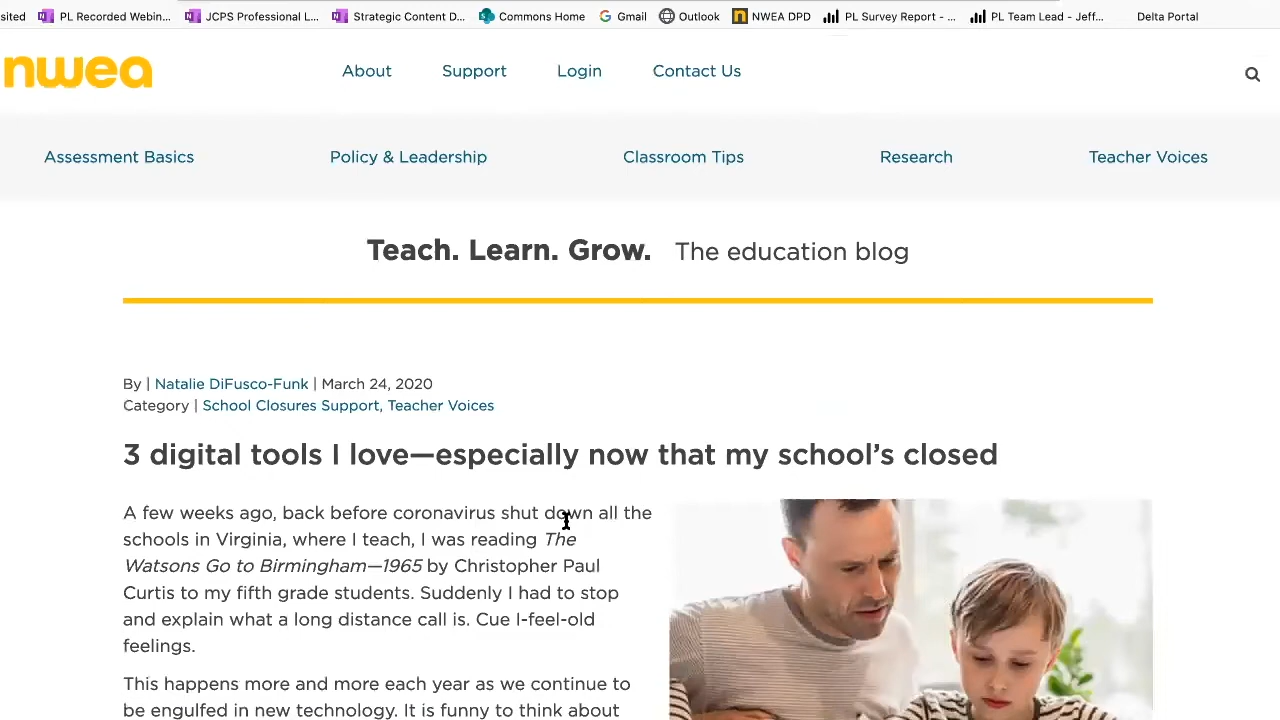 sited PL Recorded Webin... JCPS Professional L... Strategic Content D... Commons Home Gmail Outlook NWEA DPD PL Survey Report - ... PL Team Lead - Jeff... Delta Portal
nwea About Support Login Contact Us
Assessment Basics Policy & Leadership Classroom Tips Research Teacher Voices
Teach. Learn. Grow. The education blog
By | Natalie DiFusco-Funk | March 24, 2020
Category | School Closures Support, Teacher Voices
3 digital tools I love—especially now that my school's closed
A few weeks ago, back before coronavirus shut down all the
schools in Virginia, where I teach, I was reading The
Watsons Go to Birmingham—1965 by Christopher Paul
Curtis to my fifth grade students. Suddenly I had to stop
and explain what a long distance call is. Cue I-feel-old
feelings.
This happens more and more each year as we continue to
be engulfed in new technology. It is funny to think about